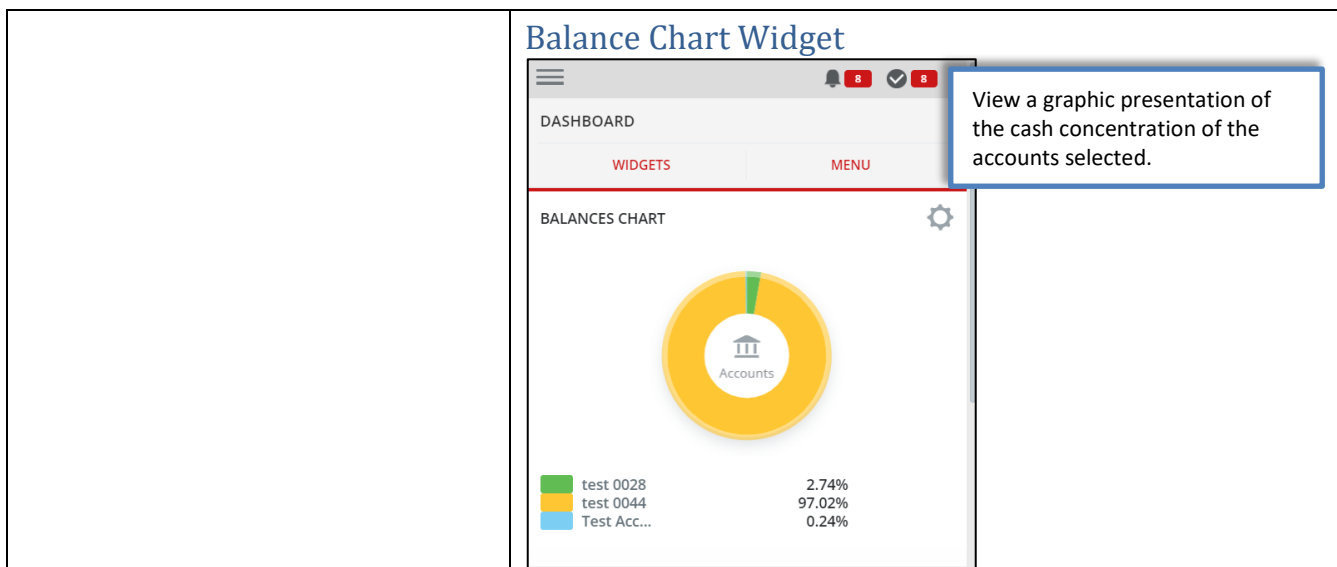 Balance Chart Widget
8 8
View a graphic presentation of
the cash concentration of the
accounts selected.
DASHBOARD
WIDGETS MENU
BALANCES CHART
Accounts
test 0028 2.74%
test 0044 97.02%
Test Acc... 0.24%